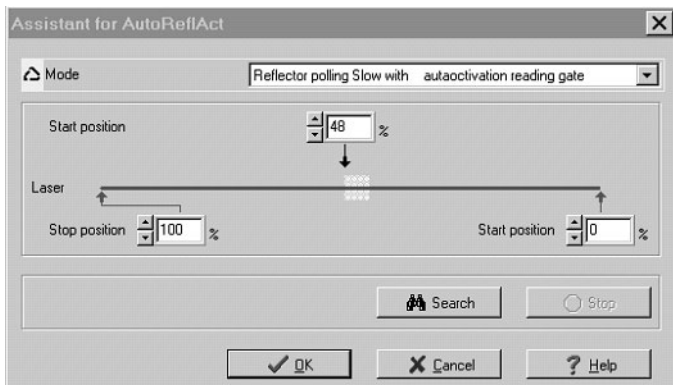 Assistant for AutoReflAct
Mode
Reflector polling Slow with autaoctivation reading gate
Start position 48 %
Laser
Stop position 100 % Start position 0 %
Search Stop
OK Cancel ? Help